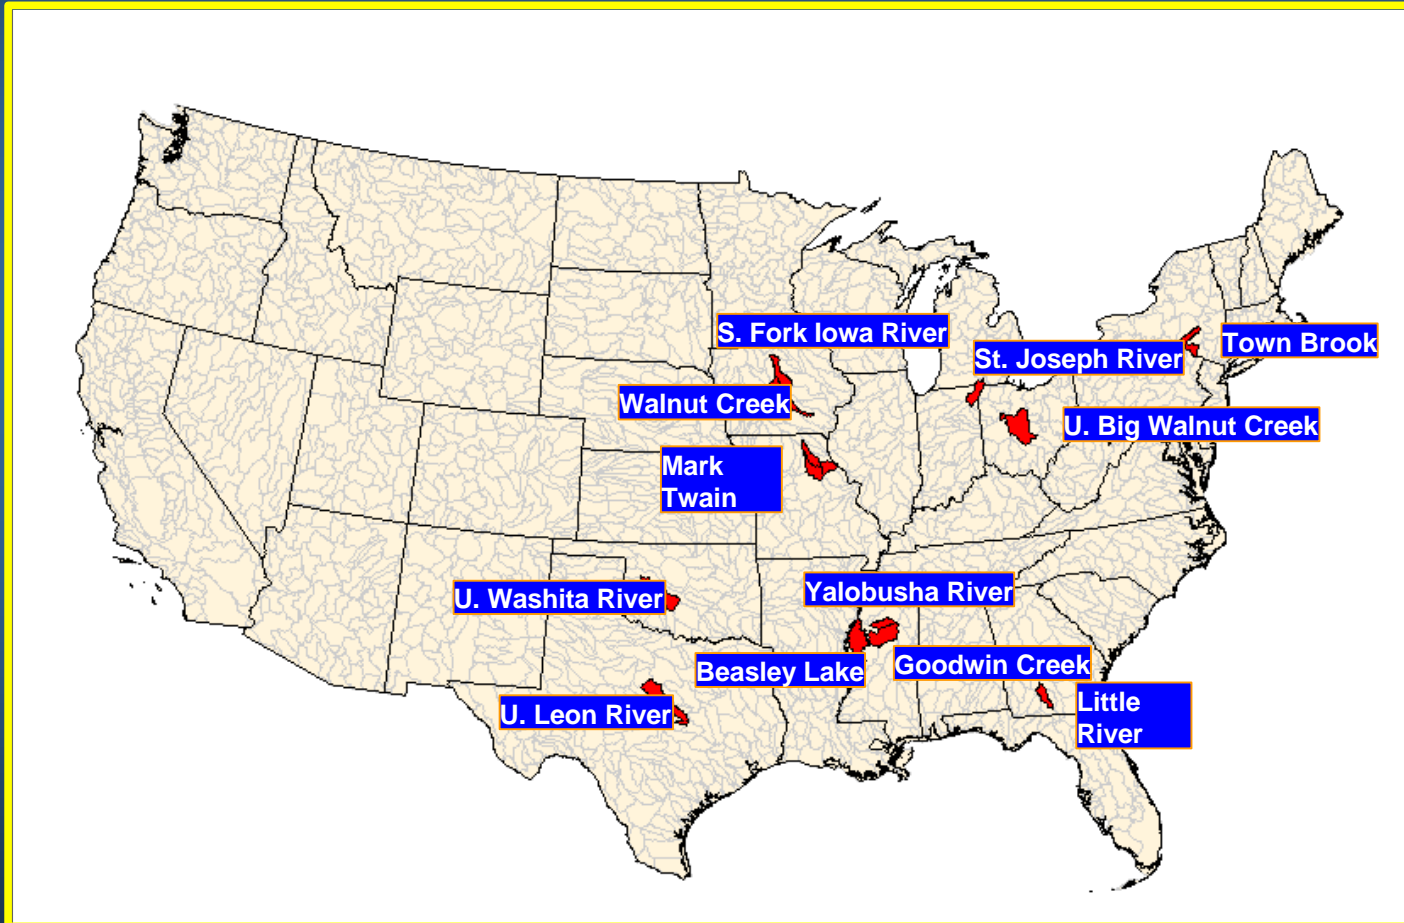 S. Fork Iowa River
Town Brook
St. Joseph River
Walnut Creek
U. Big Walnut Creek
Mark
Twain
Yalobusha River
U. Washita River
Goodwin Creek
Beasley Lake
Little
River
U. Leon River